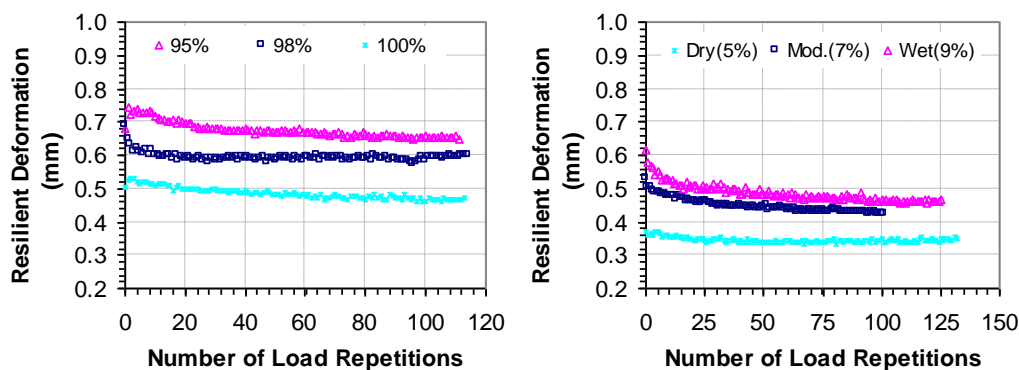 95% 98% 100%
1.0
0.9
0.8
0.7
0.6
0.5
0.4
0.3
0.2
0 20 40 60 80 100 120
Number of Load Repetitions
Resilient Deformation
(mm)
Dry(5%) Mod.(7%) Wet(9%)
1.0
0.9
0.8
0.7
0.6
0.5
0.4
0.3
0.2
0 25 50 75 100 125 150
Number of Load Repetitions
Resilient Deformation
(mm)